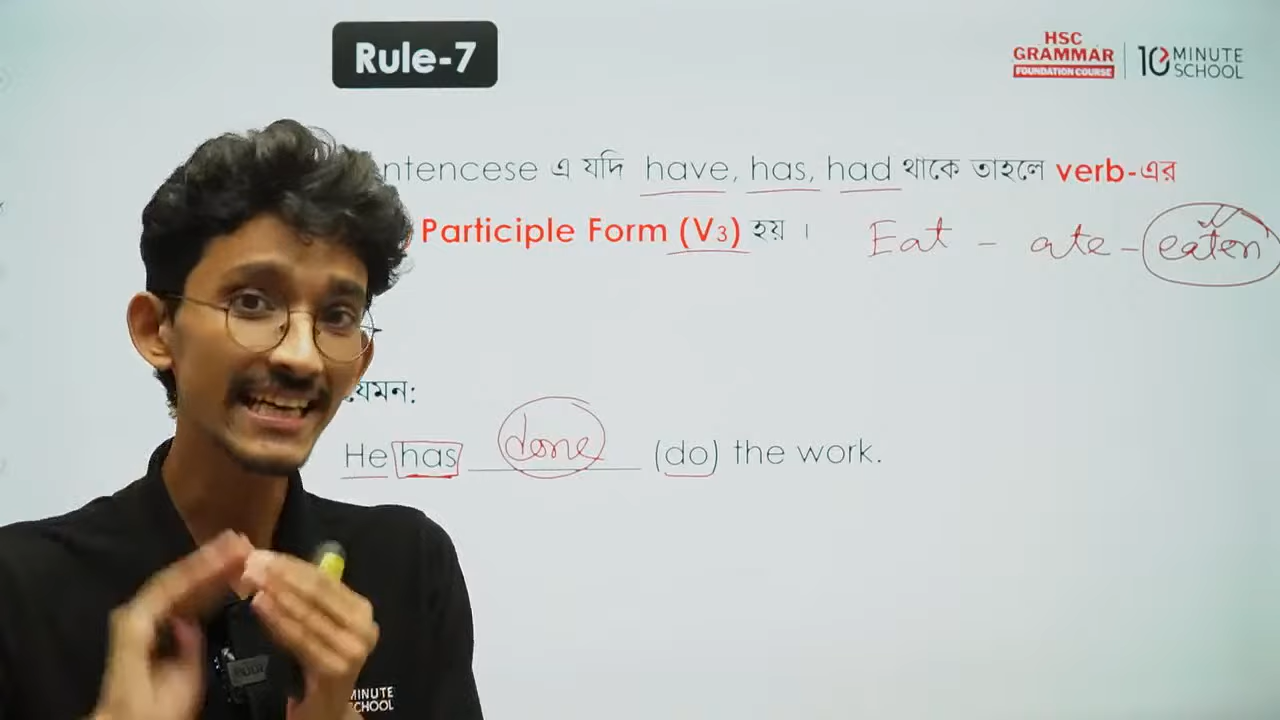 Rule-7
HSC
GRAMMAR
FOUNDATION COURSE
10 MINUTE
SCHOOL
ntencese এ যদি have, has, had থাকে তাহলে verb-এর
Participle Form (V3) হয় ।
Eat - ate - eaten
যেমন:
He has done (do) the work.
MINUTE
SCHOOL